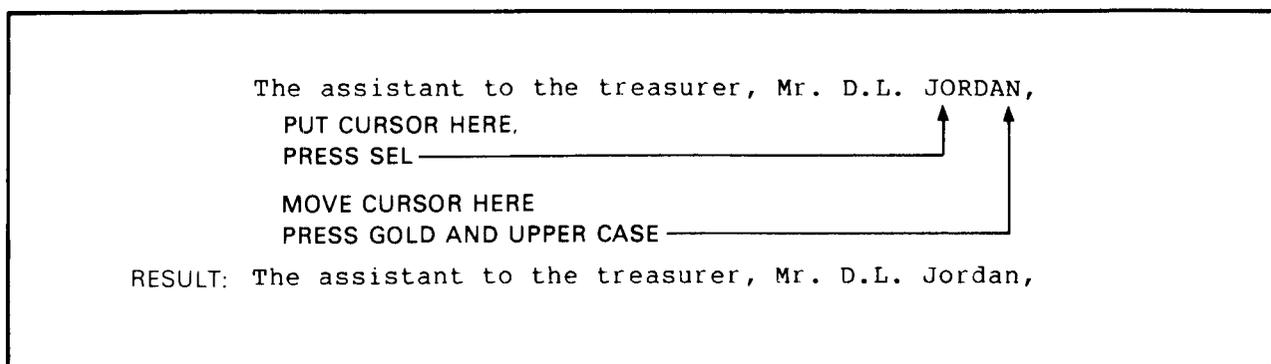 The assistant to the treasurer, Mr. D.L. JORDAN,
PUT CURSOR HERE,
PRESS SEL
MOVE CURSOR HERE
PRESS GOLD AND UPPER CASE
RESULT: The assistant to the treasurer, Mr. D.L. Jordan,